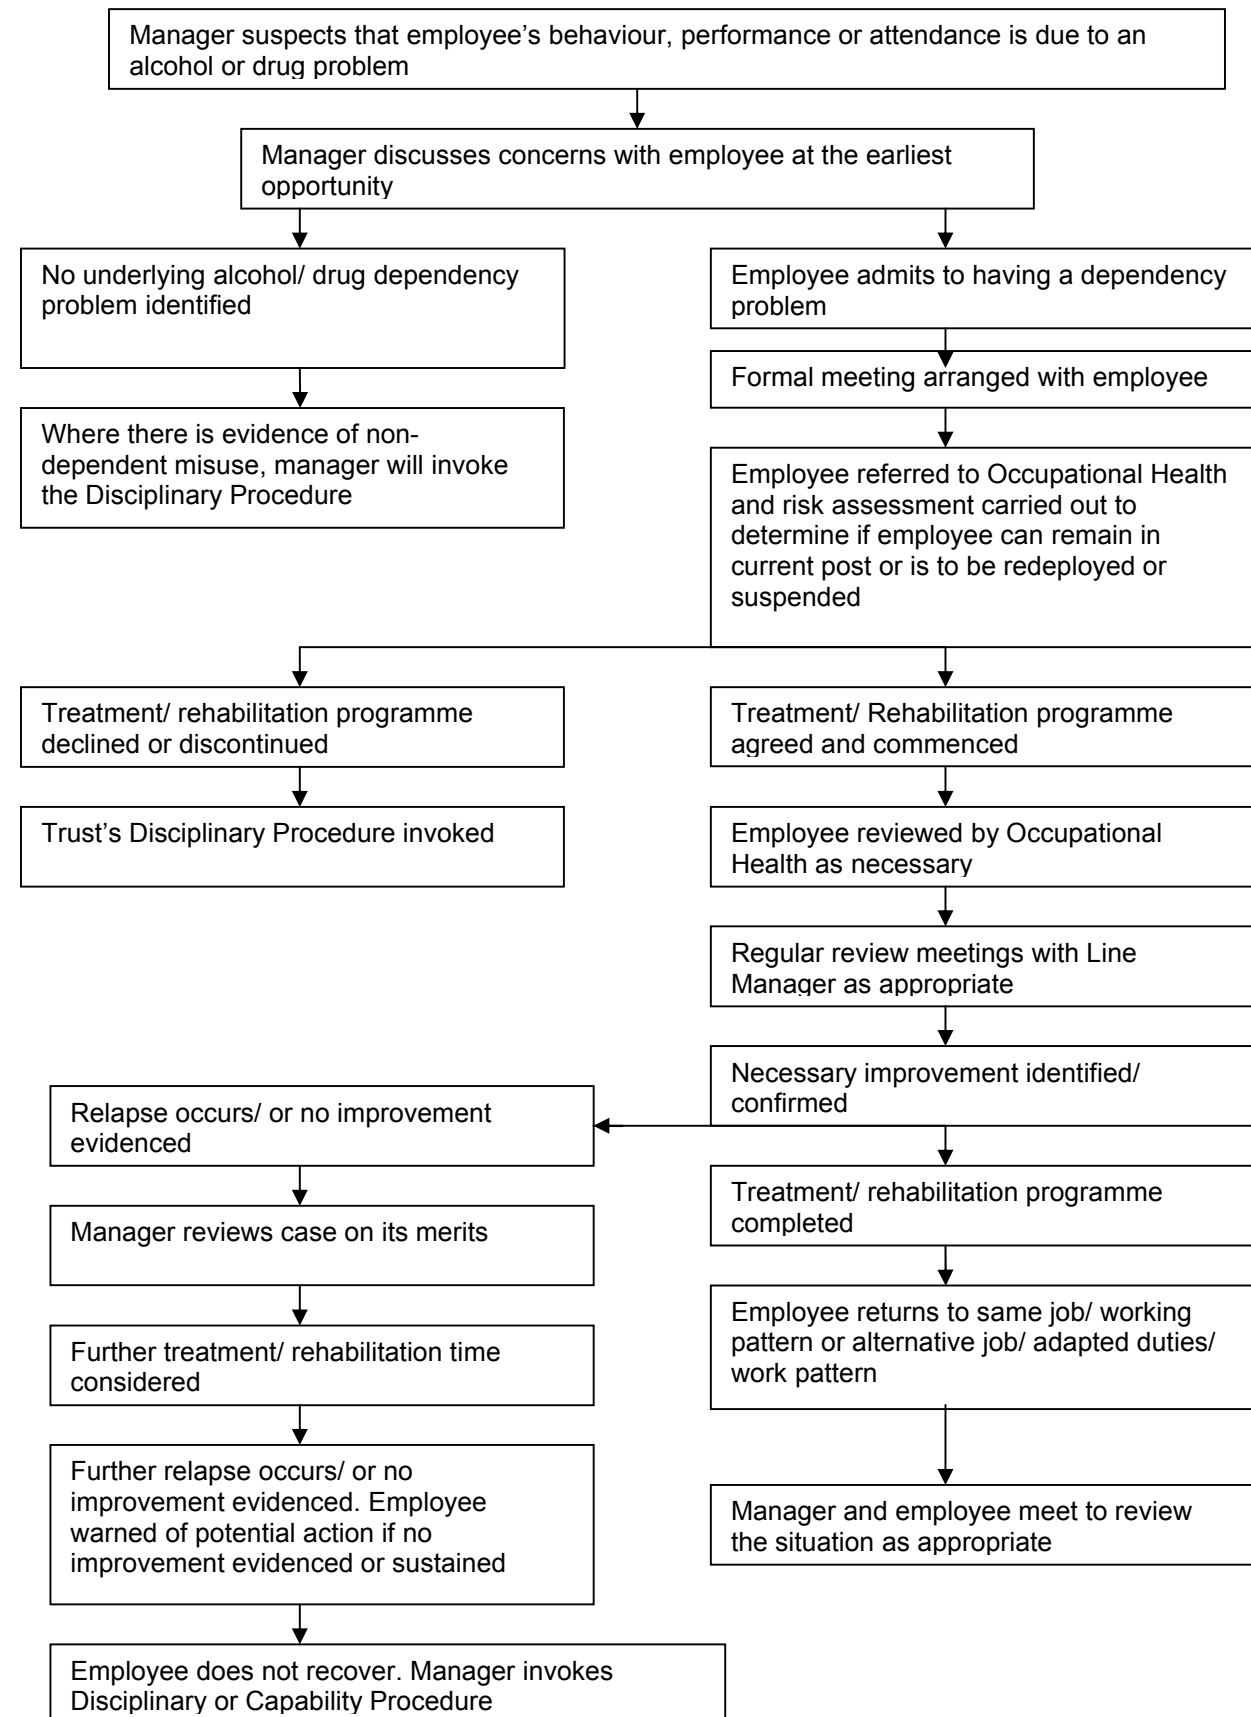 Manager suspects that employee’s behaviour, performance or attendance is due to an
alcohol or drug problem
Manager discusses concerns with employee at the earliest
opportunity
No underlying alcohol/ drug dependency
problem identified
Employee admits to having a dependency
problem
Formal meeting arranged with employee
Where there is evidence of non-
dependent misuse, manager will invoke
the Disciplinary Procedure
Employee referred to Occupational Health
and risk assessment carried out to
determine if employee can remain in
current post or is to be redeployed or
suspended
Treatment/ rehabilitation programme
declined or discontinued
Treatment/ Rehabilitation programme
agreed and commenced
Trust’s Disciplinary Procedure invoked
Employee reviewed by Occupational
Health as necessary
Regular review meetings with Line
Manager as appropriate
Necessary improvement identified/
confirmed
Relapse occurs/ or no improvement
evidenced
Treatment/ rehabilitation programme
completed
Manager reviews case on its merits
Employee returns to same job/ working
pattern or alternative job/ adapted duties/
work pattern
Further treatment/ rehabilitation time
considered
Further relapse occurs/ or no
improvement evidenced. Employee
warned of potential action if no
improvement evidenced or sustained
Manager and employee meet to review
the situation as appropriate
Employee does not recover. Manager invokes
Disciplinary or Capability Procedure